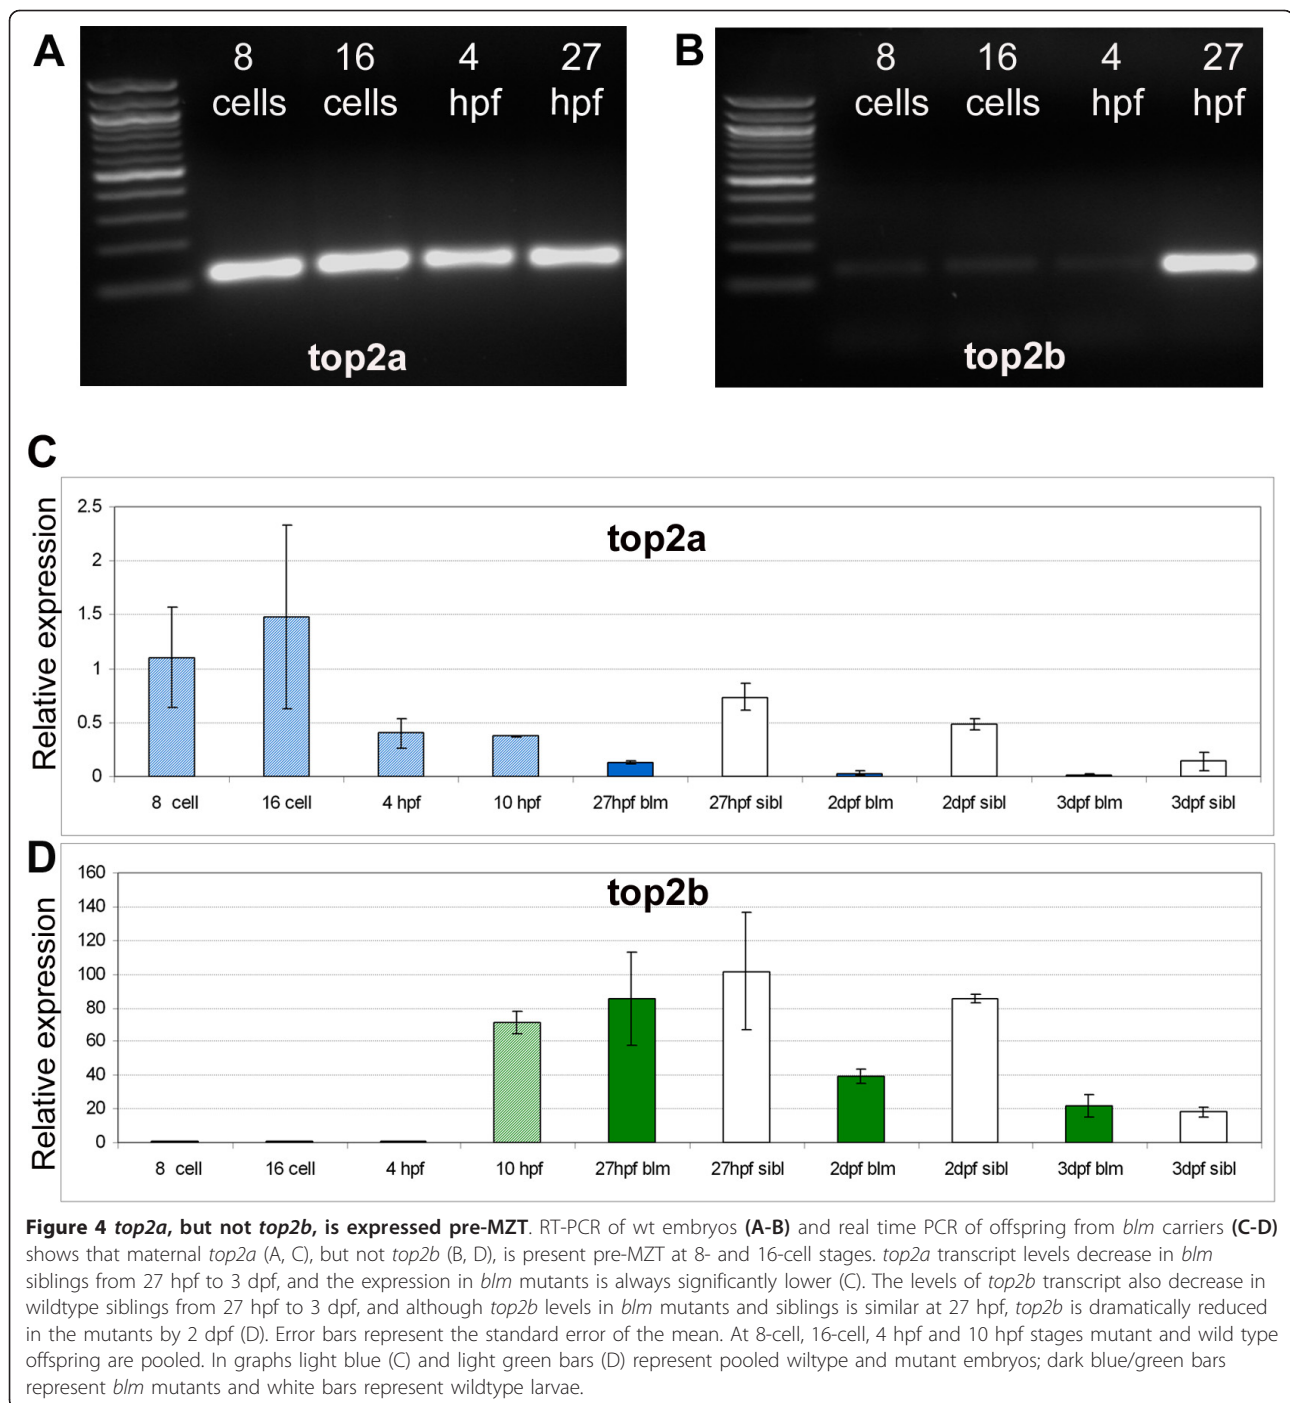 A
8 16 4 27
cells cells hpf hpf
top2a
B
8 16 4 27
cells cells hpf hpf
top2b
C
Relative expression
top2a
2.5
2
1.5
1
0.5
0
8 cell 16 cell 4 hpf 10 hpf 27hpf blm 27hpf sibl 2dpf blm 2dpf sibl 3dpf blm 3dpf sibl
D
Relative expression
top2b
160
140
120
100
80
60
40
20
0
8 cell 16 cell 4 hpf 10 hpf 27hpf blm 27hpf sibl 2dpf blm 2dpf sibl 3dpf blm 3dpf sibl
Figure 4 top2a, but not top2b, is expressed pre-MZT. RT-PCR of wt embryos (A-B) and real time PCR of offspring from blm carriers (C-D)
shows that maternal top2a (A, C), but not top2b (B, D), is present pre-MZT at 8- and 16-cell stages. top2a transcript levels decrease in blm
siblings from 27 hpf to 3 dpf, and the expression in blm mutants is always significantly lower (C). The levels of top2b transcript also decrease in
wildtype siblings from 27 hpf to 3 dpf, and although top2b levels in blm mutants and siblings is similar at 27 hpf, top2b is dramatically reduced
in the mutants by 2 dpf (D). Error bars represent the standard error of the mean. At 8-cell, 16-cell, 4 hpf and 10 hpf stages mutant and wild type
offspring are pooled. In graphs light blue (C) and light green bars (D) represent pooled wiltype and mutant embryos; dark blue/green bars
represent blm mutants and white bars represent wildtype larvae.